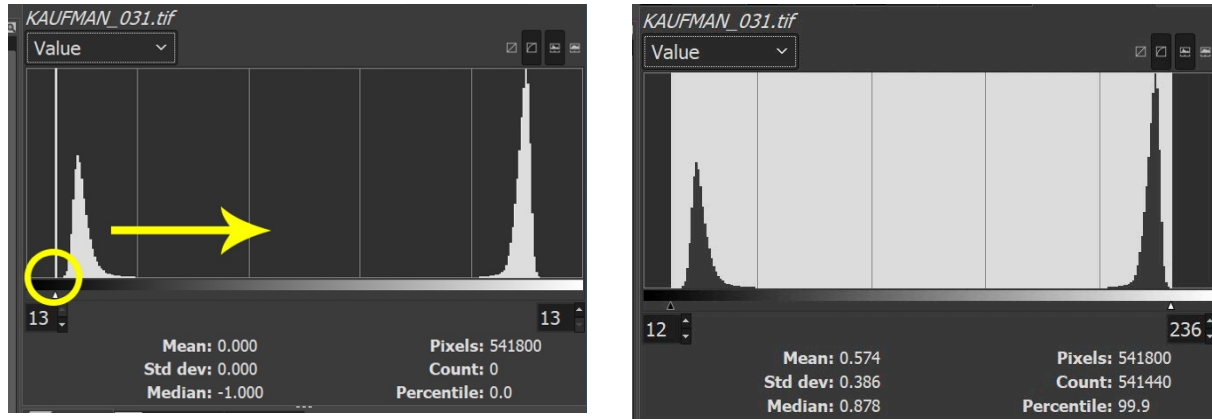 KAUFMAN_031.tif
Value
13 13
Mean: 0.000 Pixels: 541800
Std dev: 0.000 Count: 0
Median: -1.000 Percentile: 0.0
KAUFMAN_031.tif
Value
12 236
Mean: 0.574 Pixels: 541800
Std dev: 0.386 Count: 541440
Median: 0.878 Percentile: 99.9